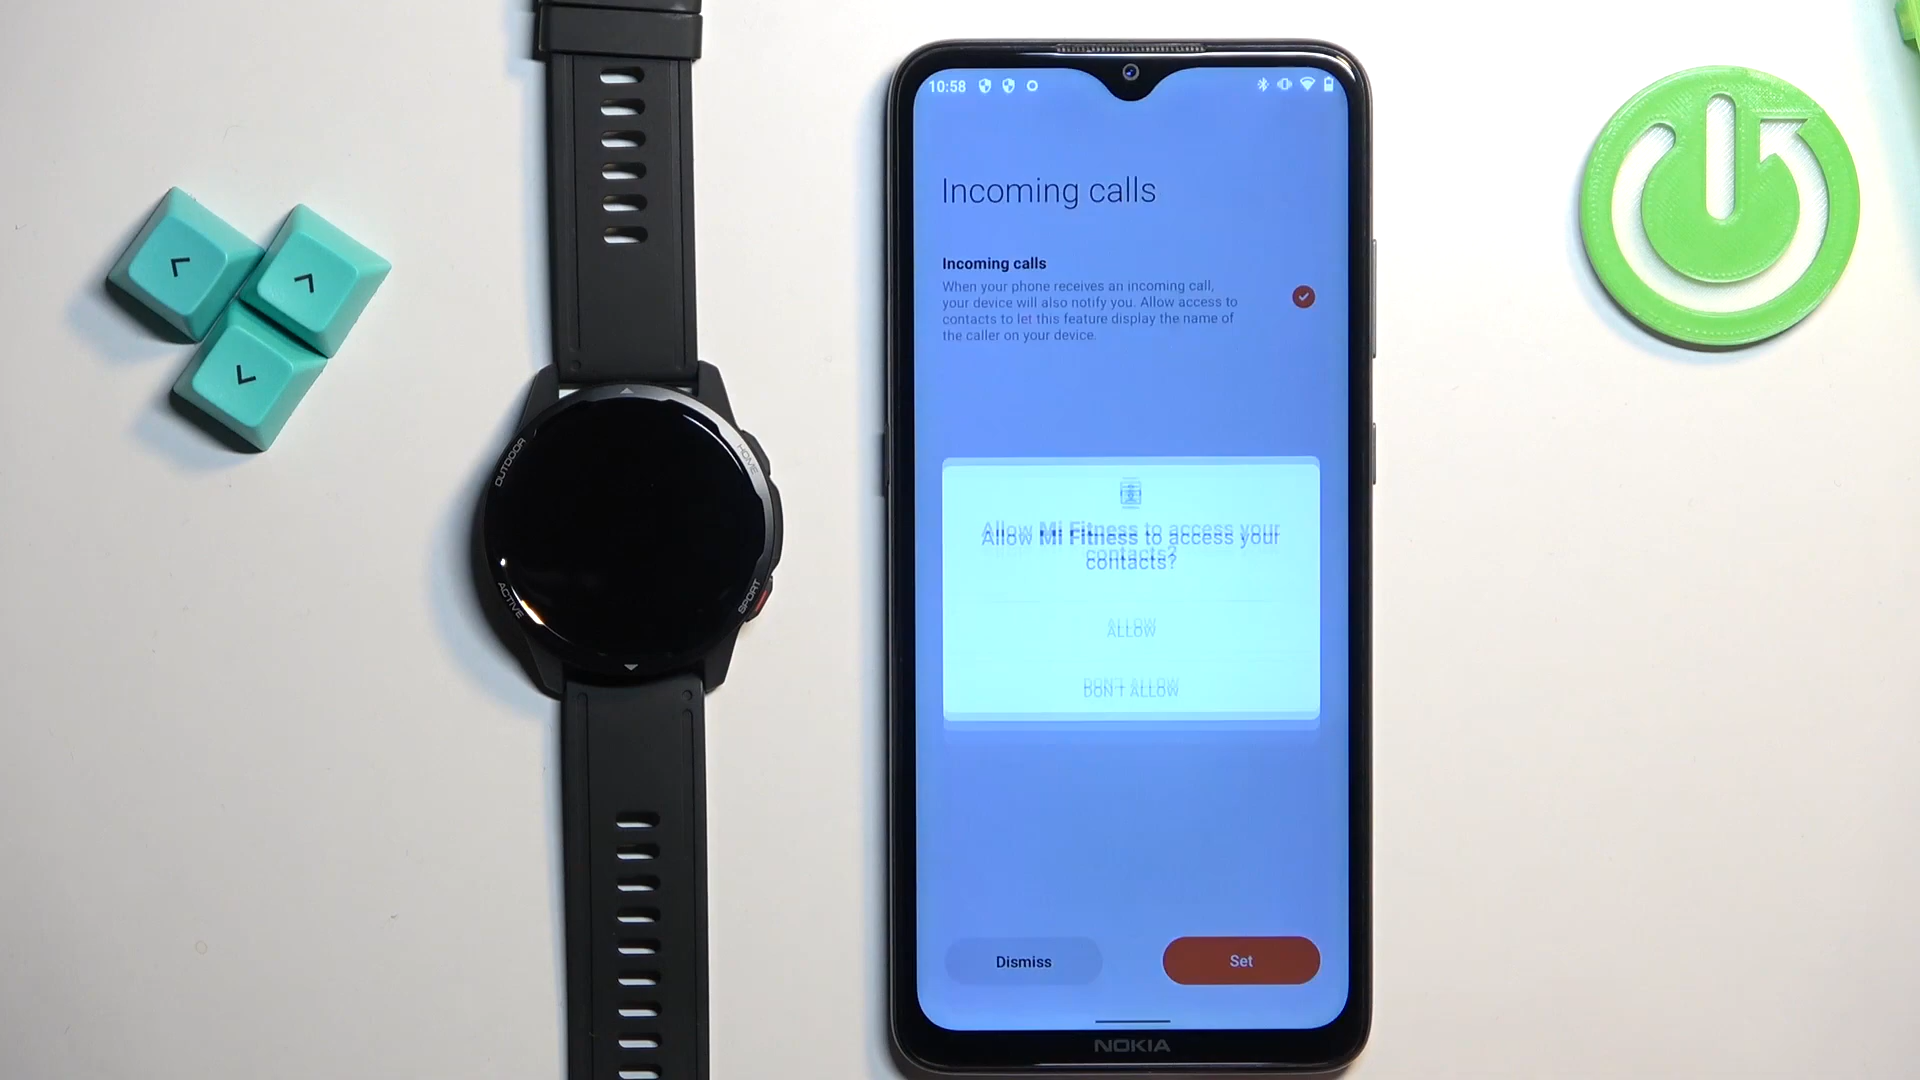 10:58
Incoming calls
Incoming calls
When your phone receives an incoming call,
your device will also notify you. Allow access to
contacts to let this feature display the name of
the caller on your device.
Allow Mi Fitness to access your
contacts?
ALLOW
DON'T ALLOW
Dismiss
Set
NOKIA
OUTDOOR
HOME
ACTIVE
SPORT